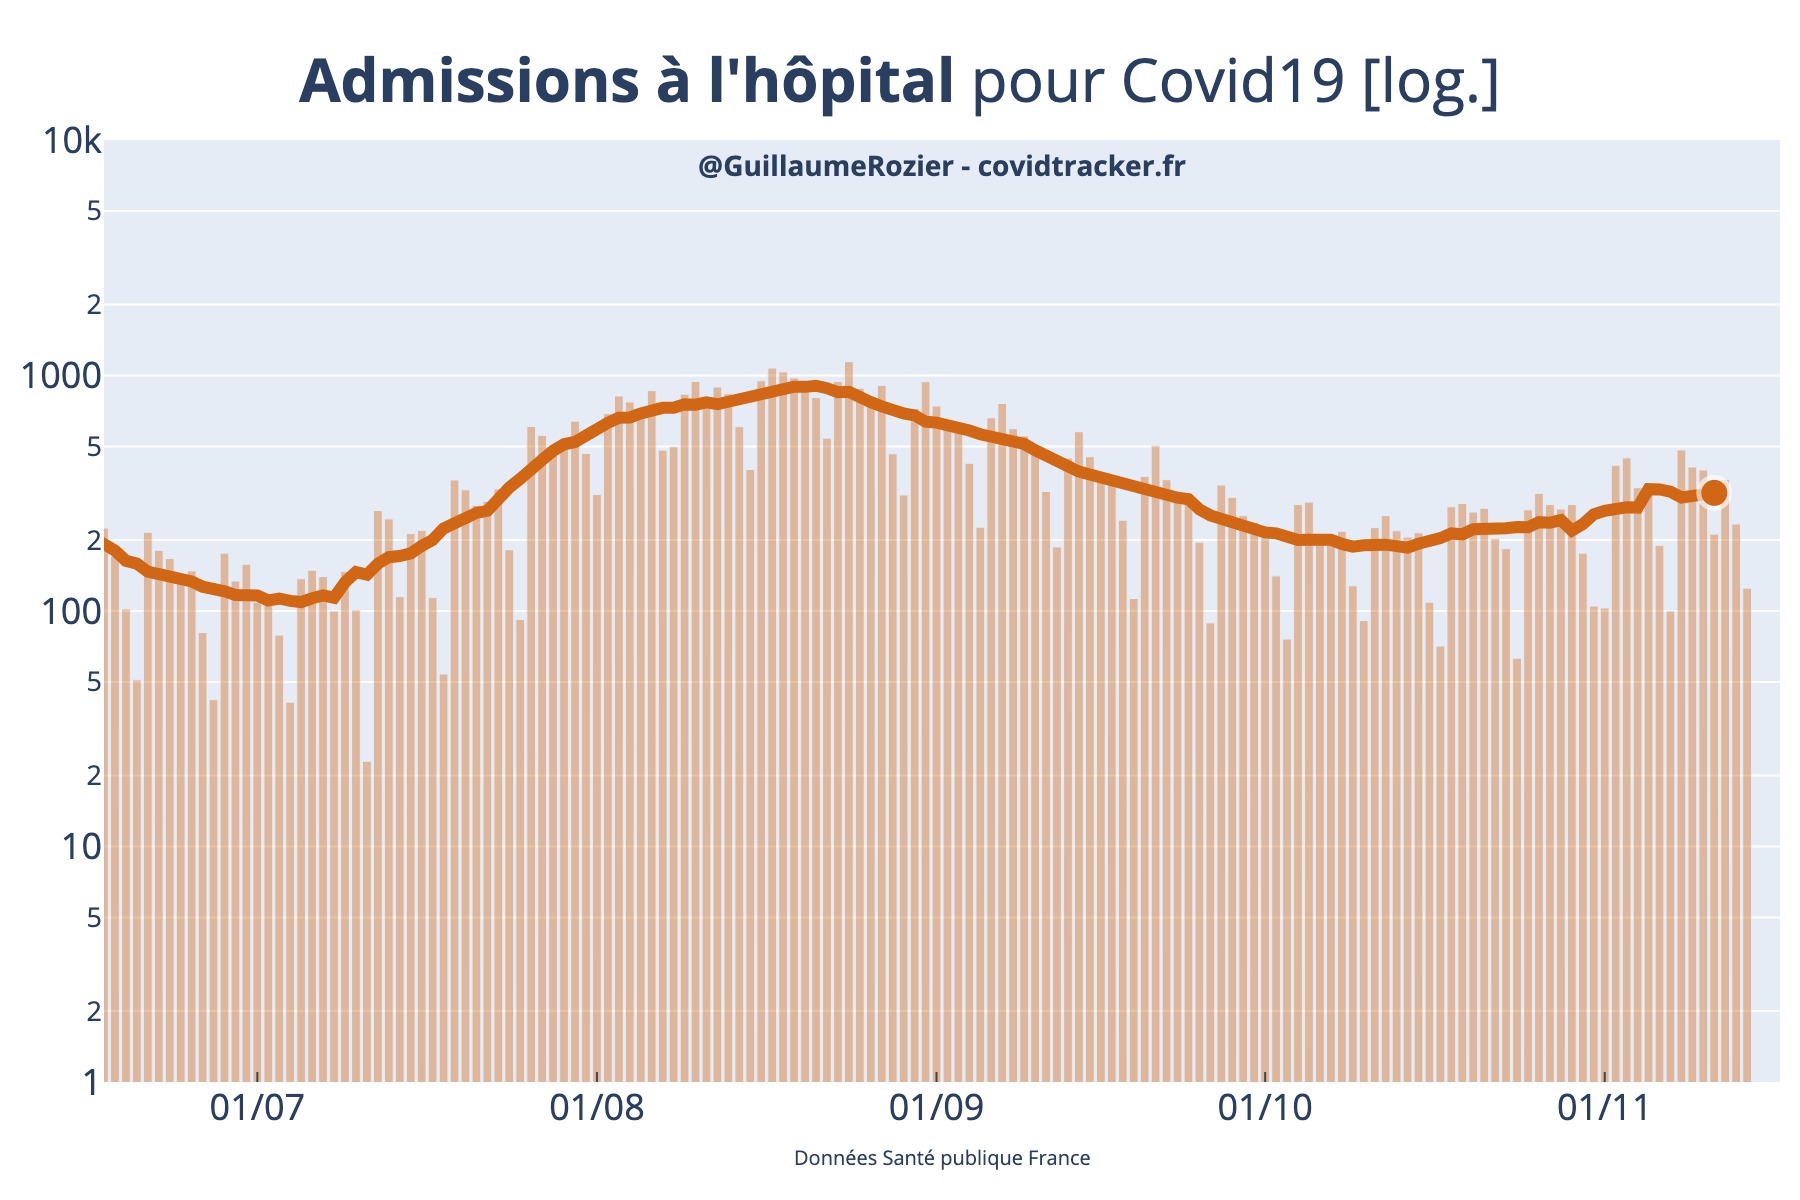 Admissions à l'hôpital pour Covid19 [log.]
@GuillaumeRozier - covidtracker.fr
10k
5
2
1000
5
2
100
5
2
10
5
2
1
01/07 01/08 01/09 01/10 01/11
Données Santé publique France